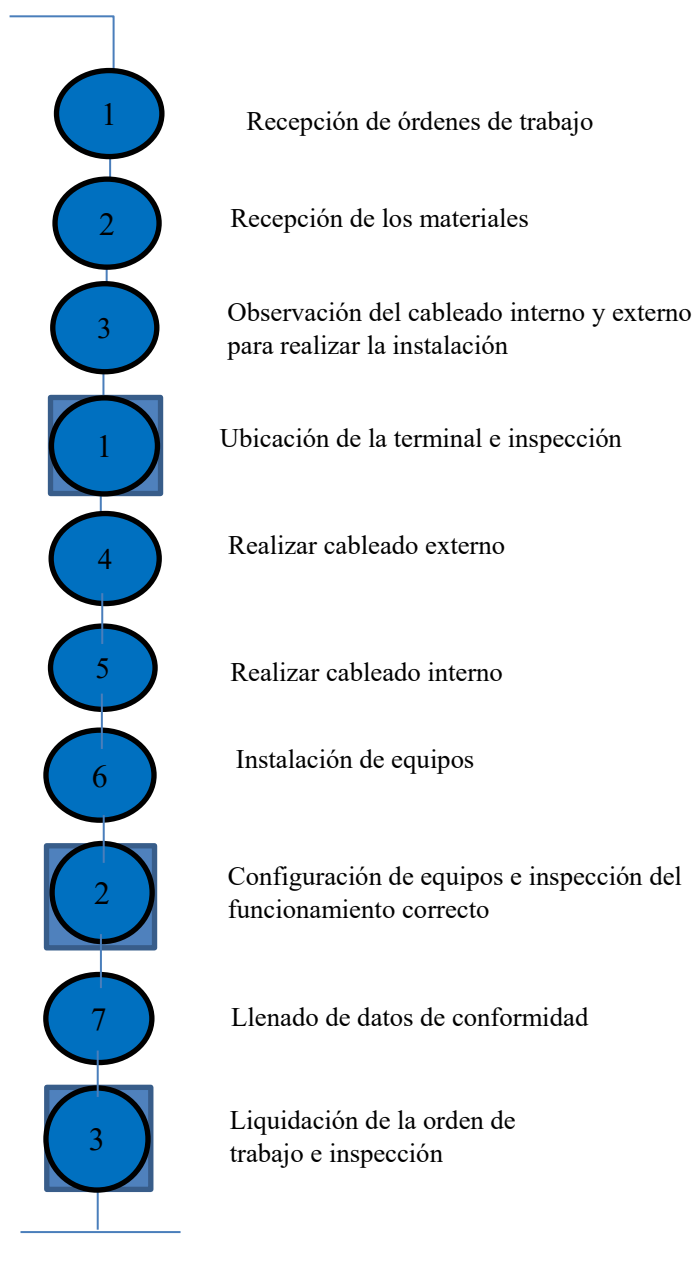 1
Recepción de órdenes de trabajo
2
Recepción de los materiales
3
Observación del cableado interno y externo
para realizar la instalación
1
Ubicación de la terminal e inspección
4
Realizar cableado externo
5
Realizar cableado interno
6
Instalación de equipos
2
Configuración de equipos e inspección del
funcionamiento correcto
7
Llenado de datos de conformidad
3
Liquidación de la orden de
trabajo e inspección